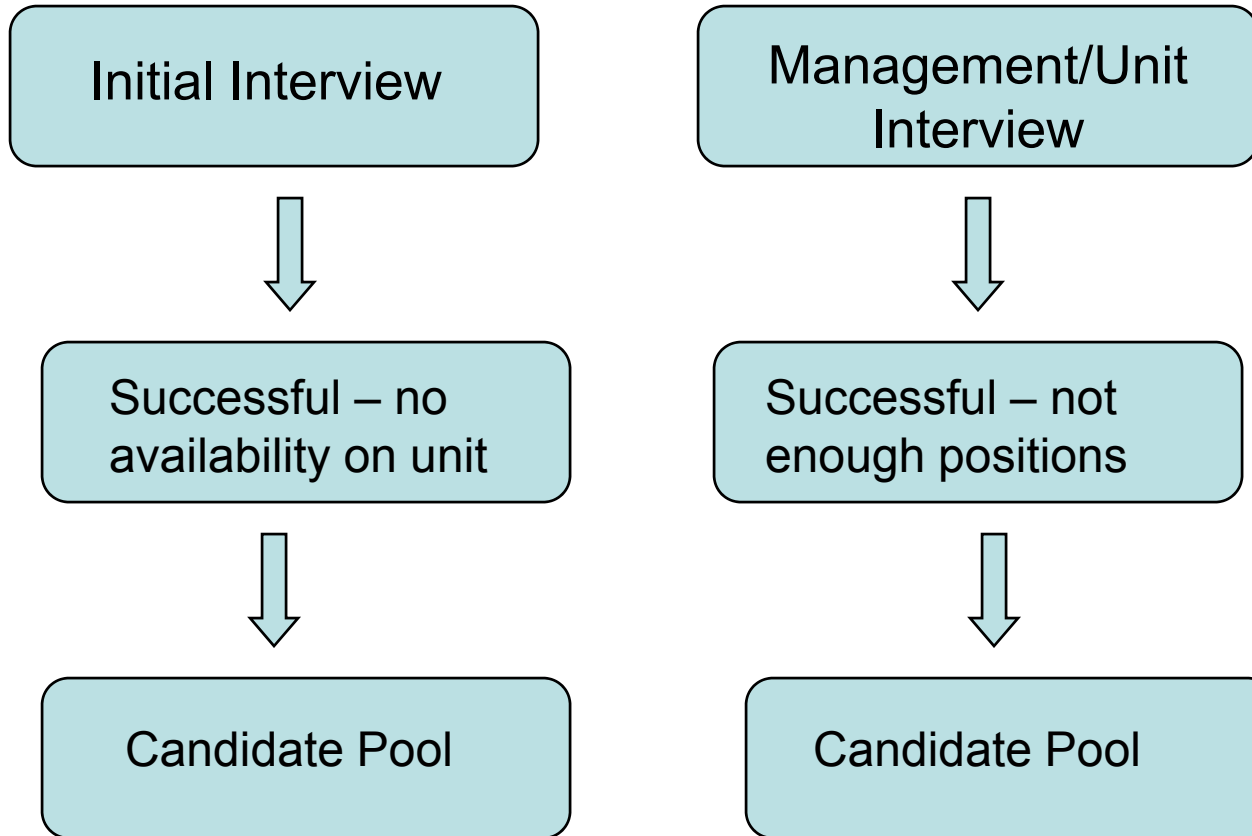 Initial Interview
Successful – no
availability on unit
Candidate Pool
Management/Unit
Interview
Successful – not
enough positions
Candidate Pool